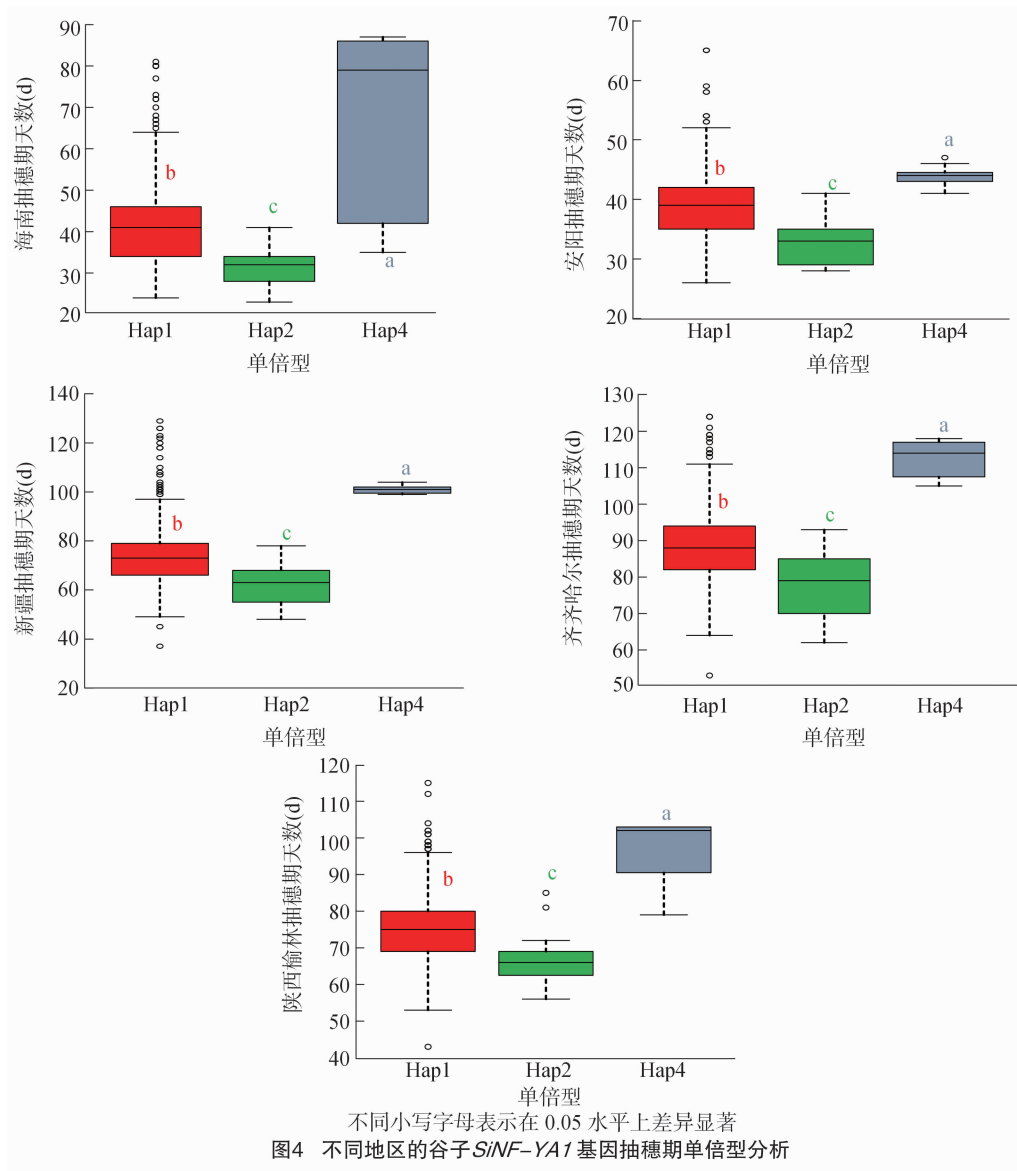 海南抽穗期天数(d)
90
80
70
60
50
40
30
20
b
c
a
Hap1 Hap2 Hap4
单倍型
安阳抽穗期天数(d)
70
60
50
40
30
20
b
c
a
Hap1 Hap2 Hap4
单倍型
新疆抽穗期天数(d)
140
120
100
80
60
40
20
b
c
a
Hap1 Hap2 Hap4
单倍型
齐齐哈尔抽穗期天数(d)
130
120
110
100
90
80
70
60
50
b
c
a
Hap1 Hap2 Hap4
单倍型
陕西榆林抽穗期天数(d)
120
110
100
90
80
70
60
50
40
b
c
a
Hap1 Hap2 Hap4
单倍型
不同小写字母表示在 0.05 水平上差异显著
图4 不同地区的谷子SiNF-YA1基因抽穗期单倍型分析